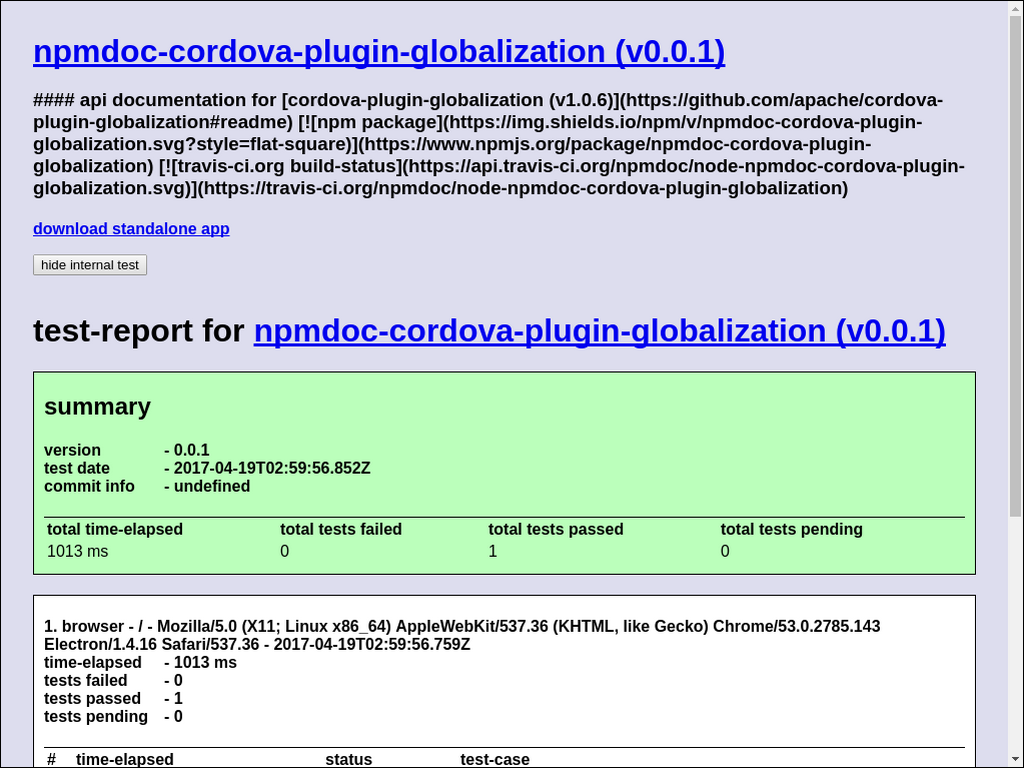 npmdoc-cordova-plugin-globalization (v0.0.1)
#### api documentation for [cordova-plugin-globalization (v1.0.6)](https://github.com/apache/cordova-
plugin-globalization#readme) [![npm package](https://img.shields.io/npm/v/npmdoc-cordova-plugin-
globalization.svg?style=flat-square)](https://www.npmjs.org/package/npmdoc-cordova-plugin-
globalization) [![travis-ci.org build-status](https://api.travis-ci.org/npmdoc/node-npmdoc-cordova-plugin-
globalization.svg)](https://travis-ci.org/npmdoc/node-npmdoc-cordova-plugin-globalization)
download standalone app
hide internal test
test-report for npmdoc-cordova-plugin-globalization (v0.0.1)
summary
version - 0.0.1
test date - 2017-04-19T02:59:56.852Z
commit info - undefined
total time-elapsed total tests failed total tests passed total tests pending
1013 ms 0 1 0
1. browser - / - Mozilla/5.0 (X11; Linux x86_64) AppleWebKit/537.36 (KHTML, like Gecko) Chrome/53.0.2785.143
Electron/1.4.16 Safari/537.36 - 2017-04-19T02:59:56.759Z
time-elapsed - 1013 ms
tests failed - 0
tests passed - 1
tests pending - 0
# time-elapsed status test-case